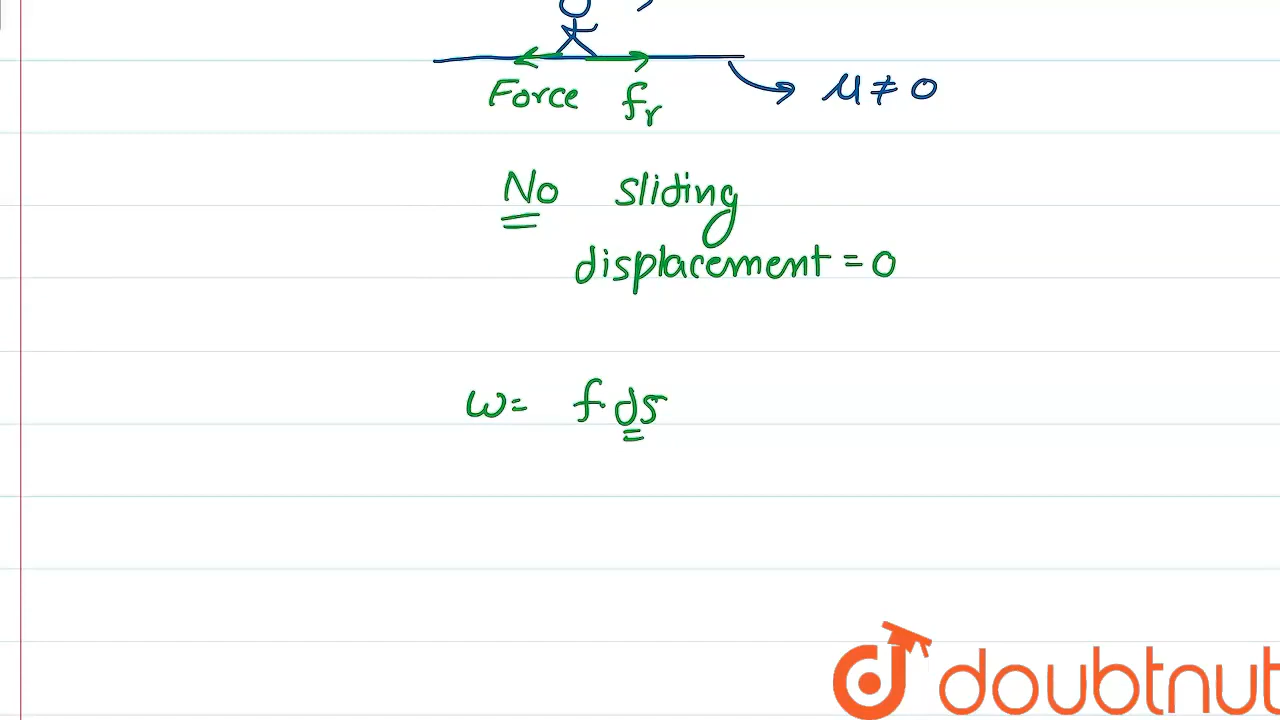 Force fr μ ≠ 0
No sliding
displacement = 0
w = f ds
doubtnut